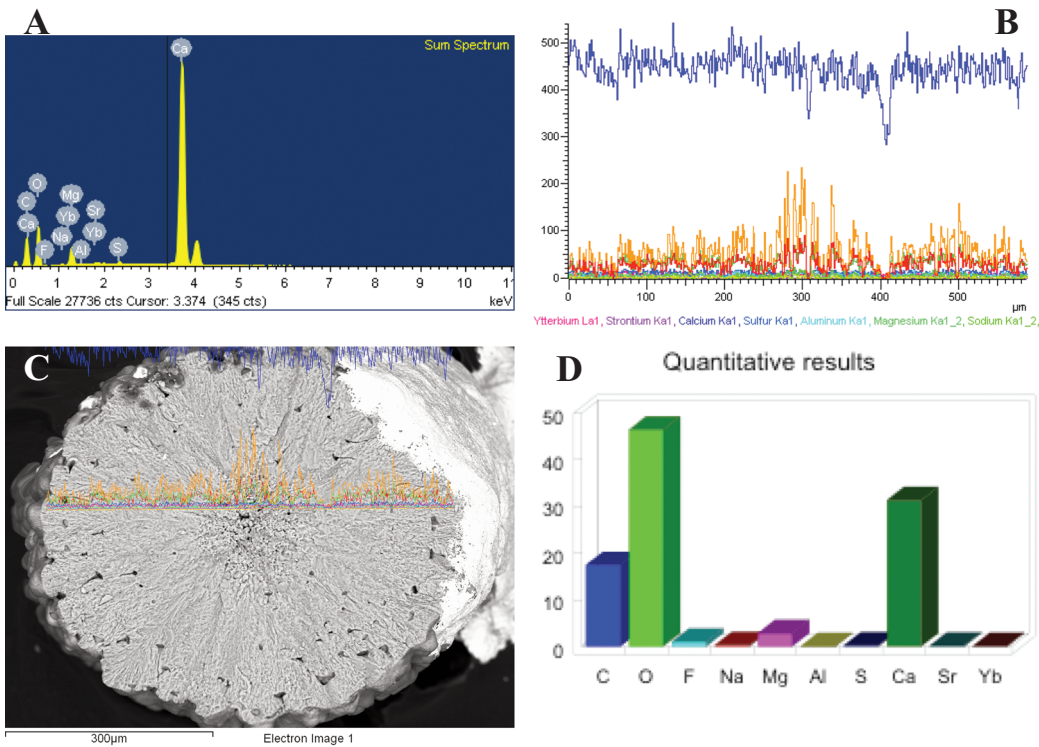 A
Sum Spectrum
Ca
O
C
Ca
F
Mg
Yb
Na
Al
Sr
Yb
S
0 1 2 3 4 5 6 7 8 9 10 11
Full Scale 27736 cts Cursor: 3.374 (345 cts) keV
B
500
400
300
200
100
0
0 100 200 300 400 500 µm
Ytterbium La1, Strontium Ka1, Calcium Ka1, Sulfur Ka1, Aluminum Ka1, Magnesium Ka1_2, Sodium Ka1_2,
C
300µm Electron Image 1
D
Quantitative results
50
40
30
20
10
0
C O F Na Mg Al S Ca Sr Yb